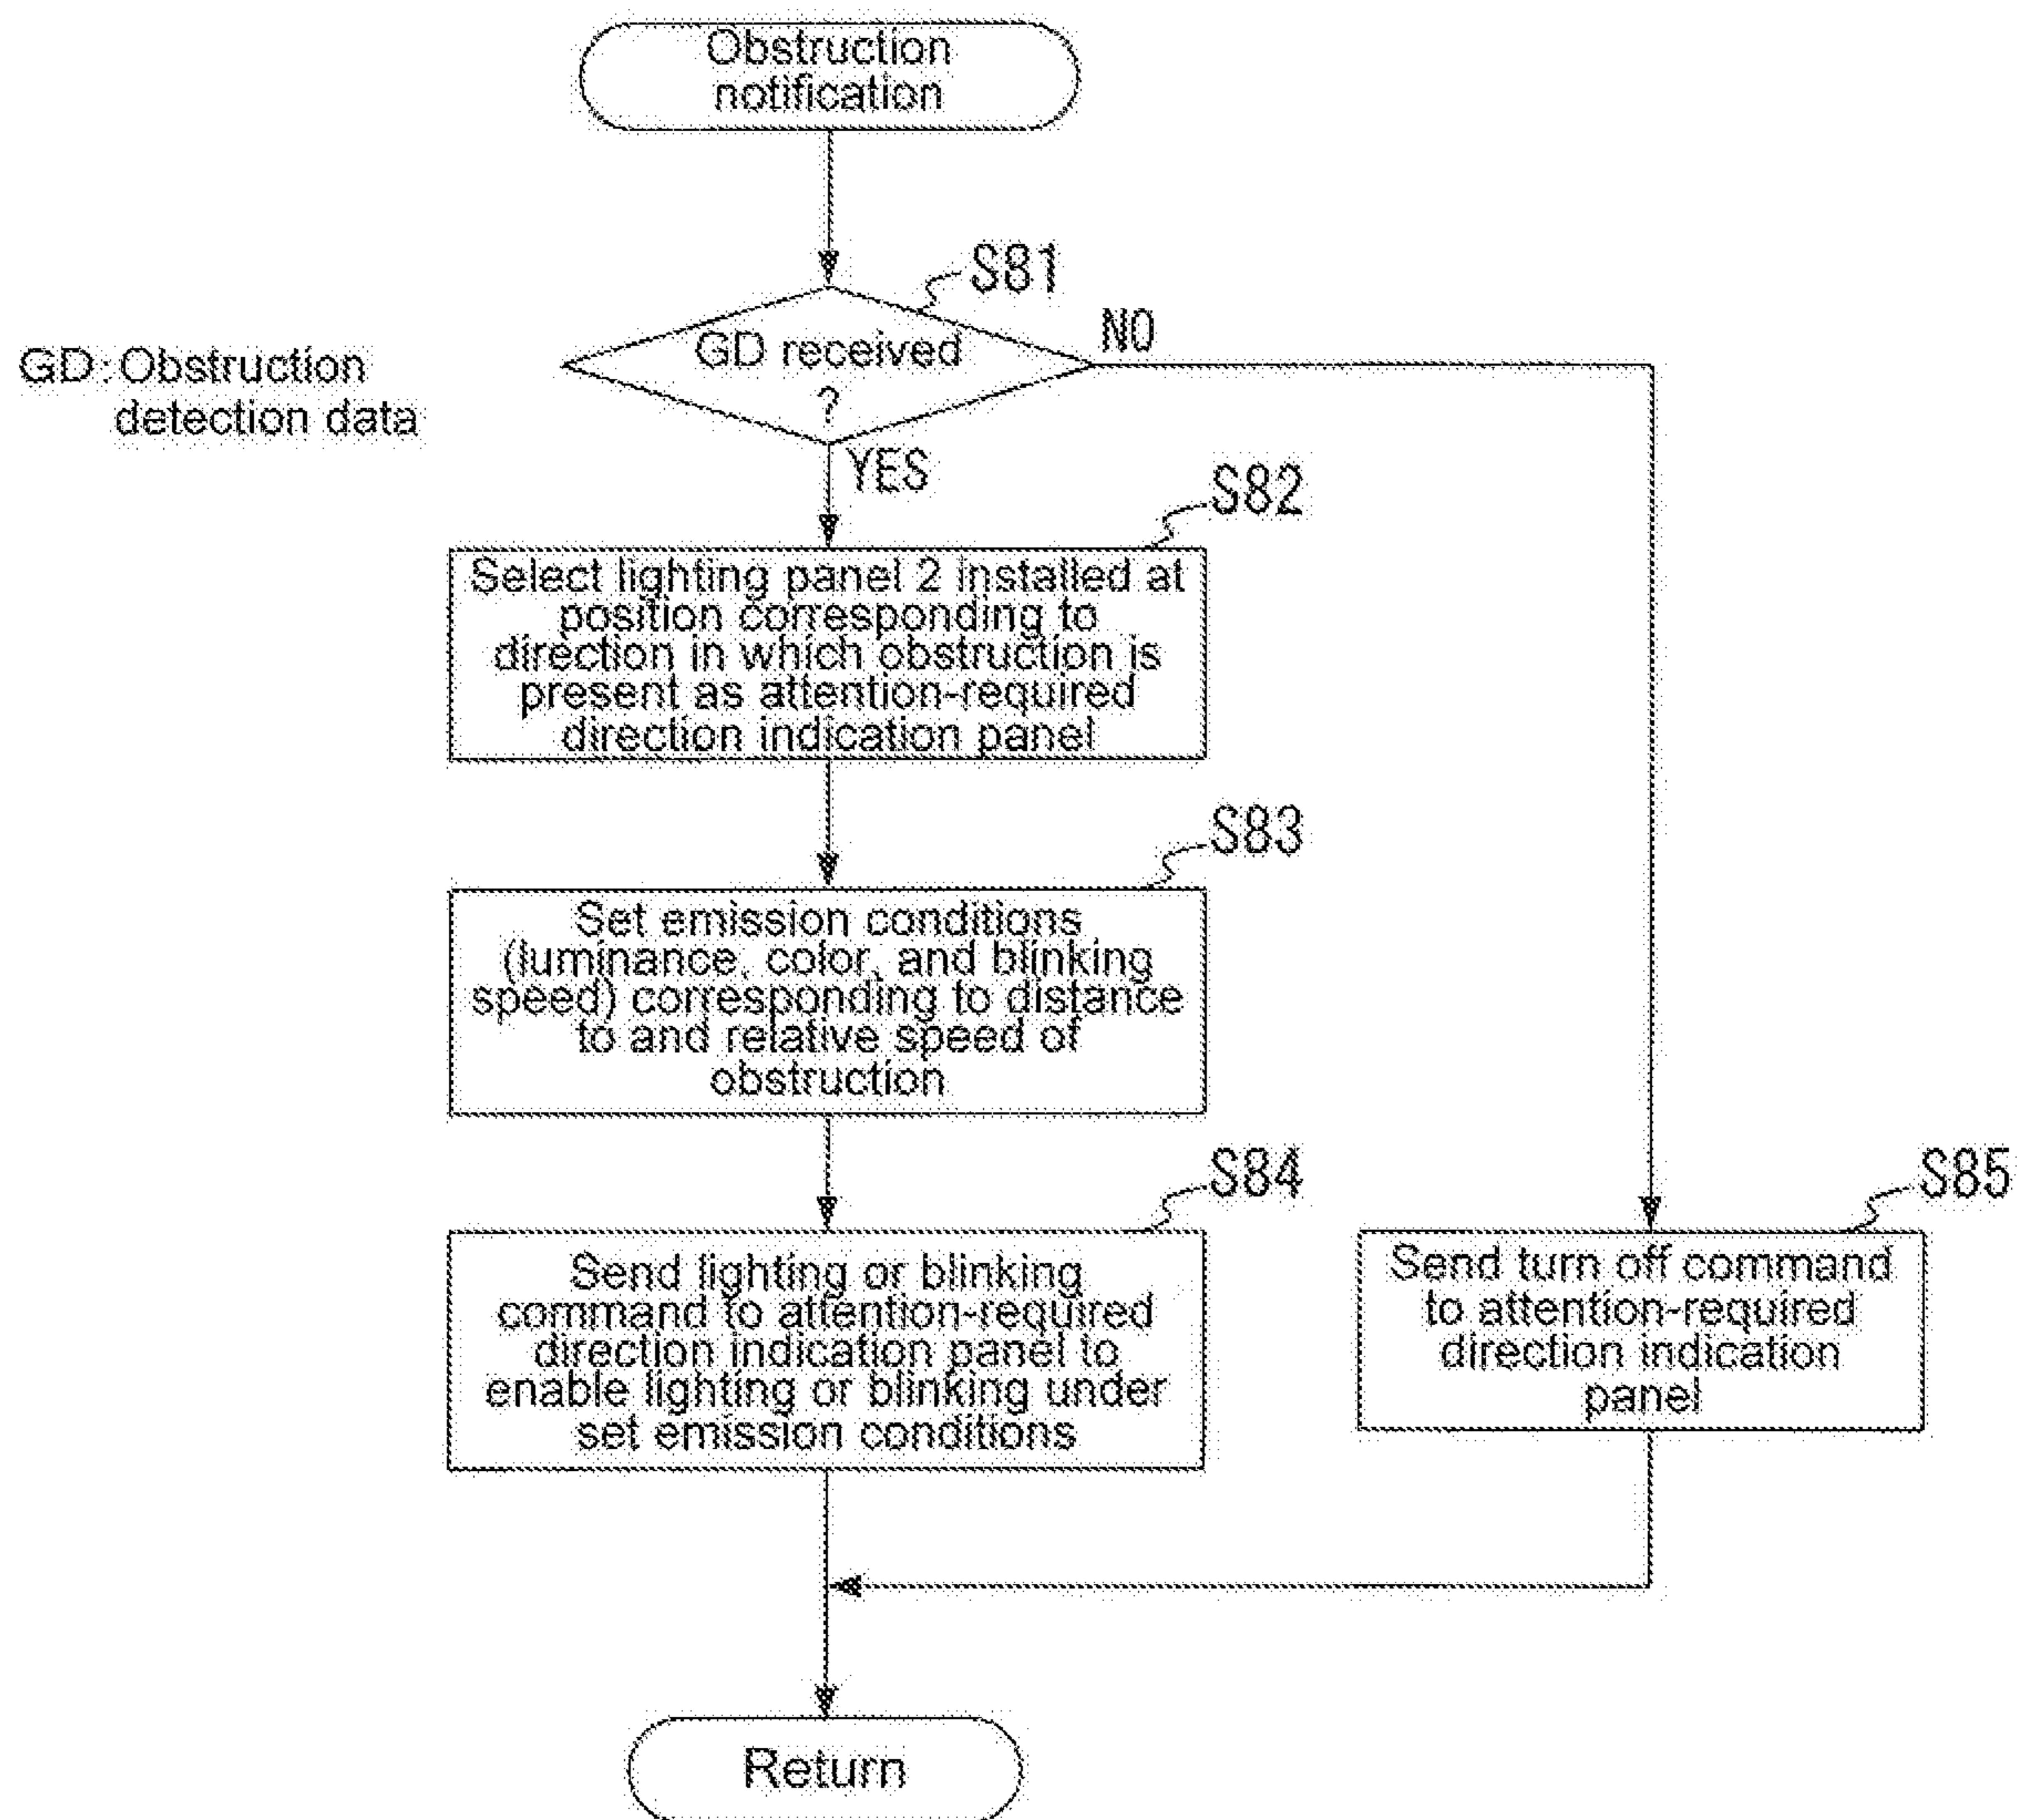 Obstruction
notification
S81
GD received
?
NO
GD:Obstruction
detection data
YES
S82
Select lighting panel 2 installed at
position corresponding to
direction in which obstruction is
present as attention-required
direction indication panel
S83
Set emission conditions
(luminance, color, and blinking
speed) corresponding to distance
to and relative speed of
obstruction
S84
Send lighting or blinking
command to attention-required
direction indication panel to
enable lighting or blinking under
set emission conditions
S85
Send turn off command
to attention-required
direction indication
panel
Return